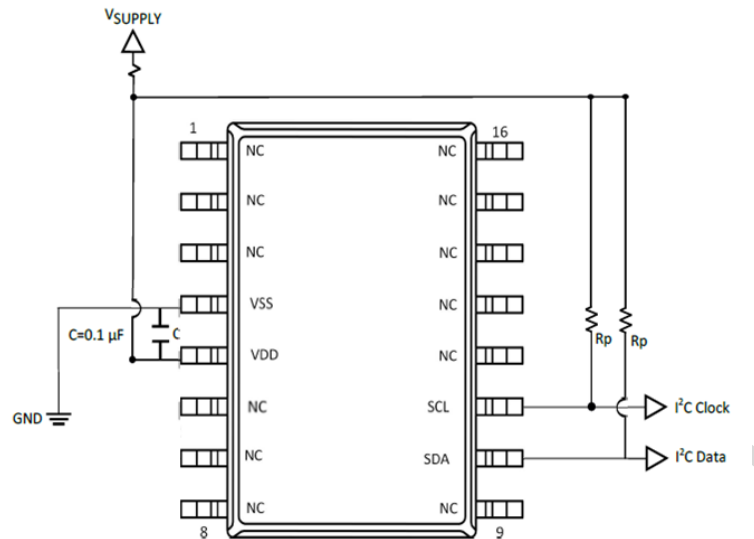 VSUPPLY
1
16
NC
NC
NC
NC
NC
NC
VSS
NC
C=0.1 µF
C
VDD
NC
Rp
Rp
NC
SCL
I²C Clock
GND
NC
SDA
I²C Data
NC
NC
8
9